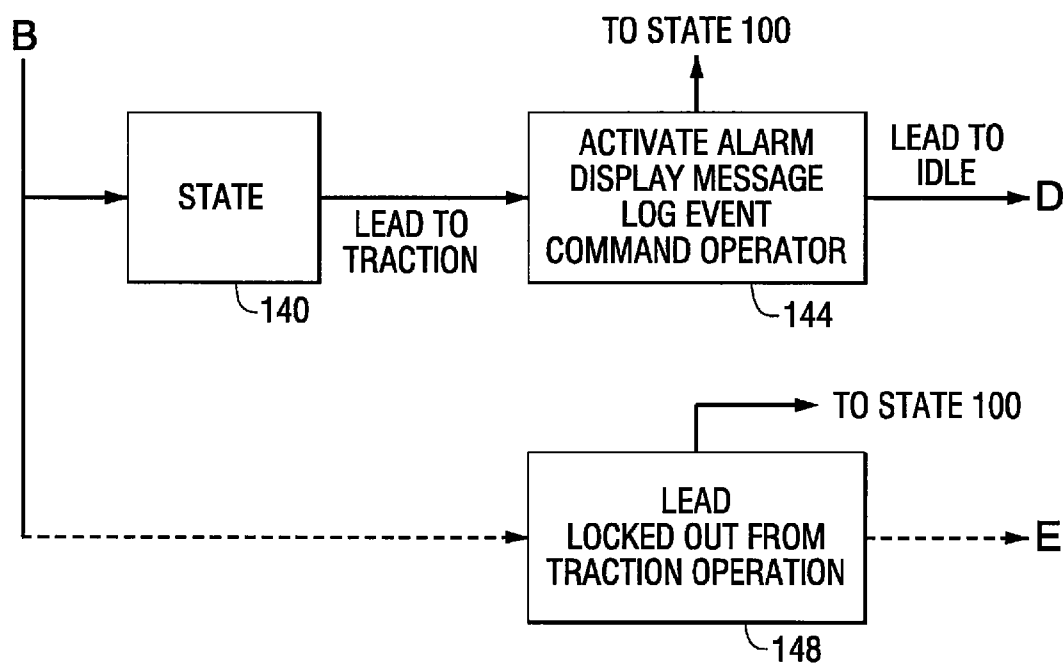 B
TO STATE 100
STATE
LEAD TO
TRACTION
ACTIVATE ALARM
DISPLAY MESSAGE
LOG EVENT
COMMAND OPERATOR
LEAD TO
IDLE
D
140
144
TO STATE 100
LEAD
LOCKED OUT FROM
TRACTION OPERATION
E
148